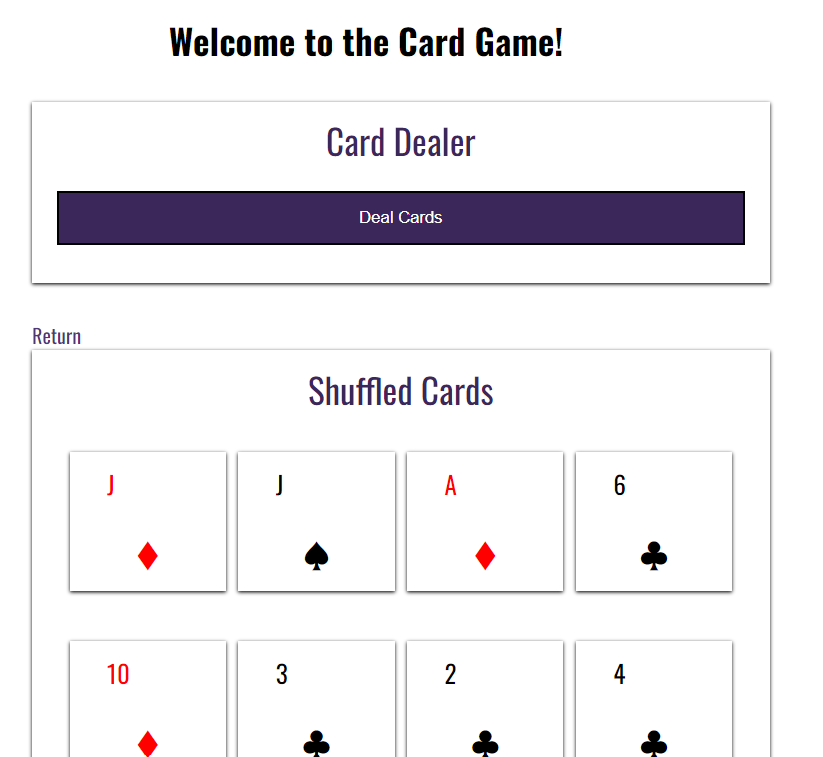 Welcome to the Card Game!
Card Dealer
Deal Cards
Return
Shuffled Cards
J J A 6
♦ ♠ ♦ ♣
10 3 2 4
♦ ♣ ♣ ♣